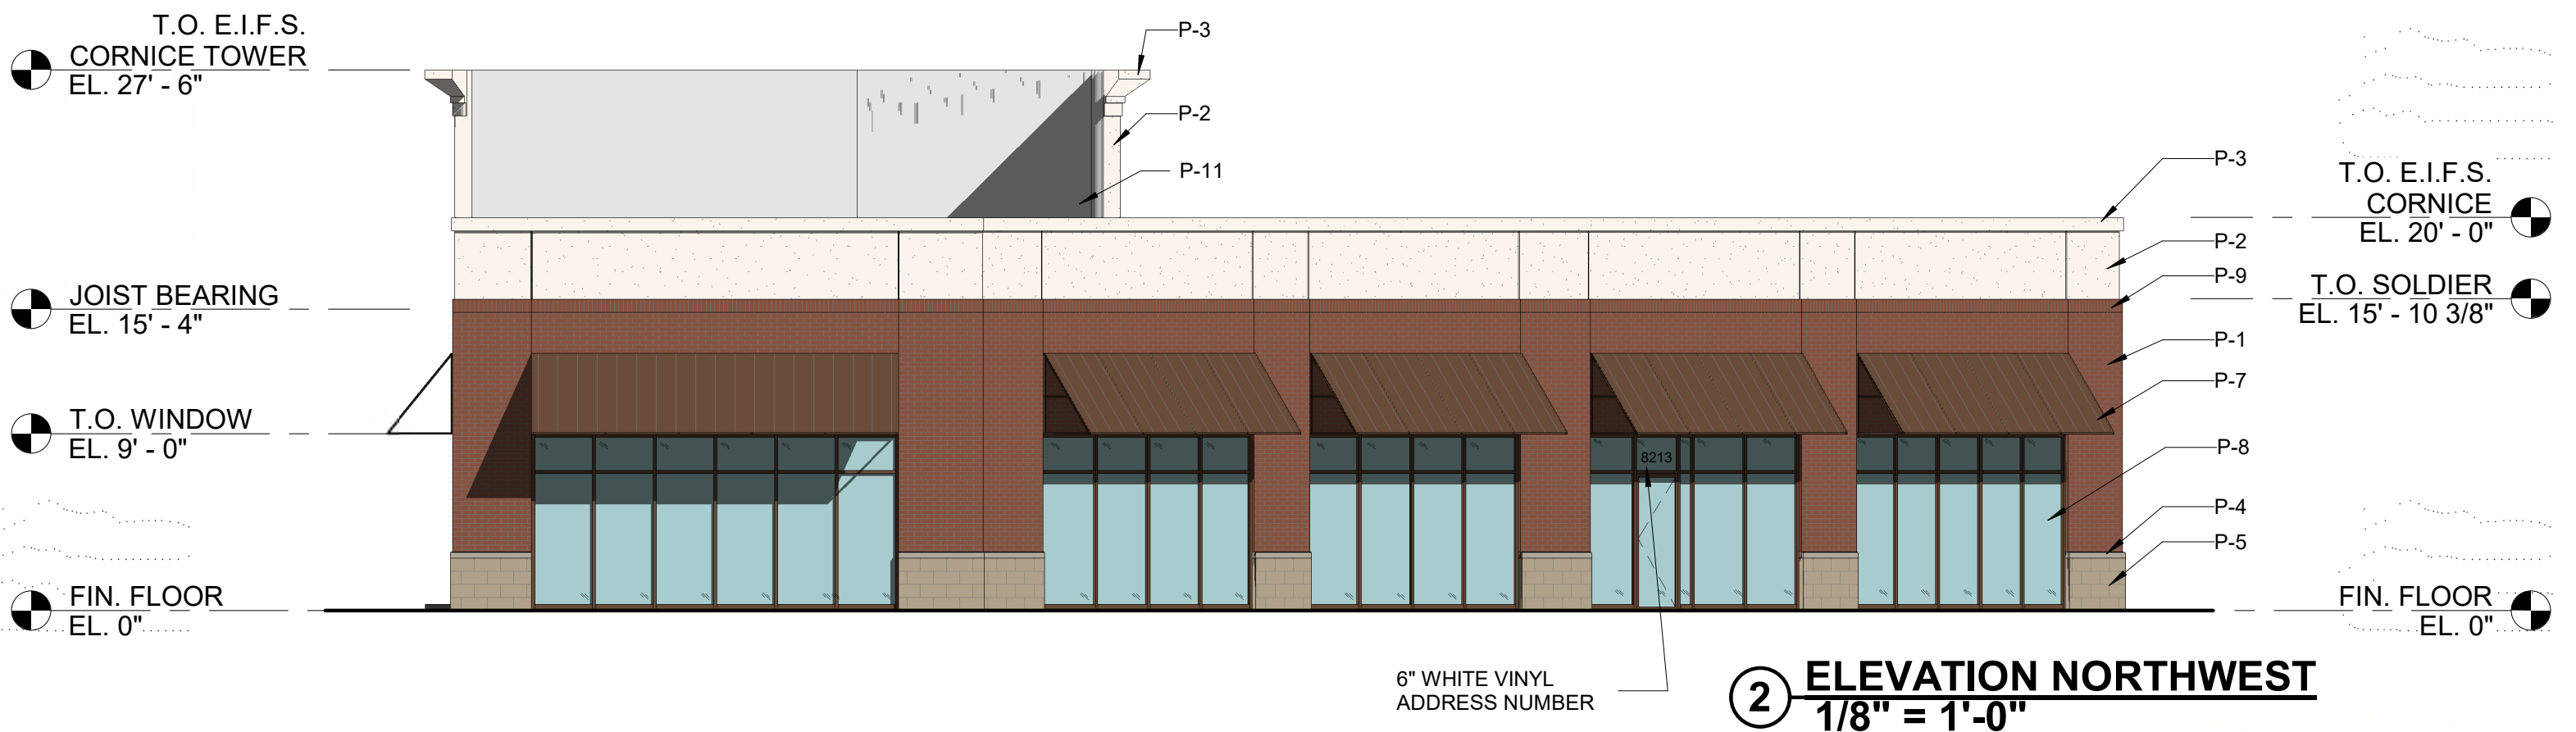 T.O. E.I.F.S.
CORNICE TOWER
EL. 27' - 6"
JOIST BEARING
EL. 15' - 4"
T.O. WINDOW
EL. 9' - 0"
FIN. FLOOR
EL. 0"
P-3
P-2
P-11
8213
P-3
P-2
P-9
P-1
P-7
P-8
P-4
P-5
T.O. E.I.F.S.
CORNICE
EL. 20' - 0"
T.O. SOLDIER
EL. 15' - 10 3/8"
FIN. FLOOR
EL. 0"
6" WHITE VINYL
ADDRESS NUMBER
2
ELEVATION NORTHWEST
1/8" = 1'-0"